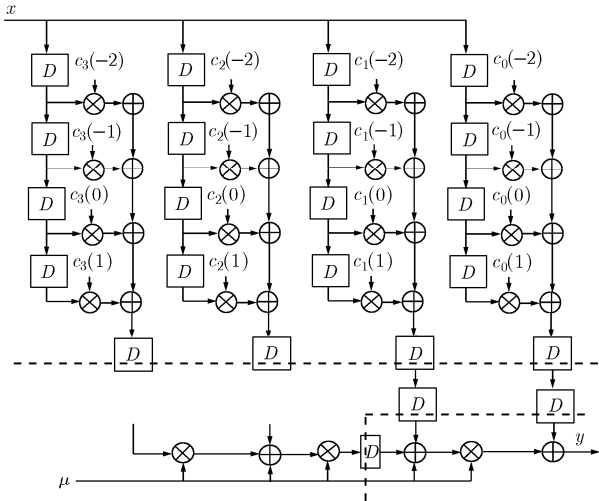 x
D c₃(−2) D c₂(−2) D c₁(−2) D c₀(−2)
D c₃(−1) D c₂(−1) D c₁(−1) D c₀(−1)
D c₃(0) D c₂(0) D c₁(0) D c₀(0)
D c₃(1) D c₂(1) D c₁(1) D c₀(1)
D D D D
D D
D y
μ